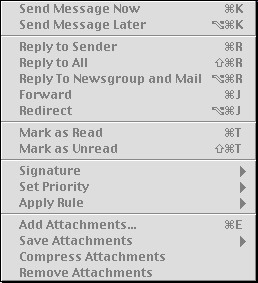 Send Message Now ⌘K
Send Message Later ⌥⌘K
Reply to Sender ⌘R
Reply to All ⇧⌘R
Reply To Newsgroup and Mail ⌥⌘R
Forward ⌘J
Redirect ⌥⌘J
Mark as Read ⌘T
Mark as Unread ⇧⌘T
Signature
Set Priority
Apply Rule
Add Attachments... ⌘E
Save Attachments
Compress Attachments
Remove Attachments